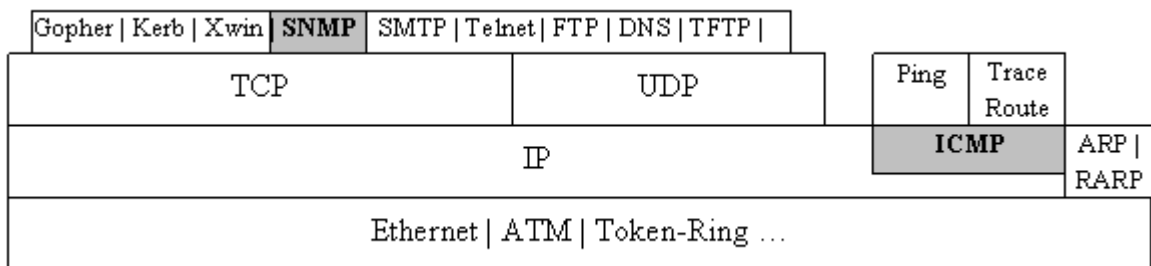 Gopher | Kerb | Xwin | SNMP | SMTP | Telnet | FTP | DNS | TFTP |
TCP
UDP
Ping
Trace
Route
IP
ICMP
ARP |
RARP
Ethernet | ATM | Token-Ring ...